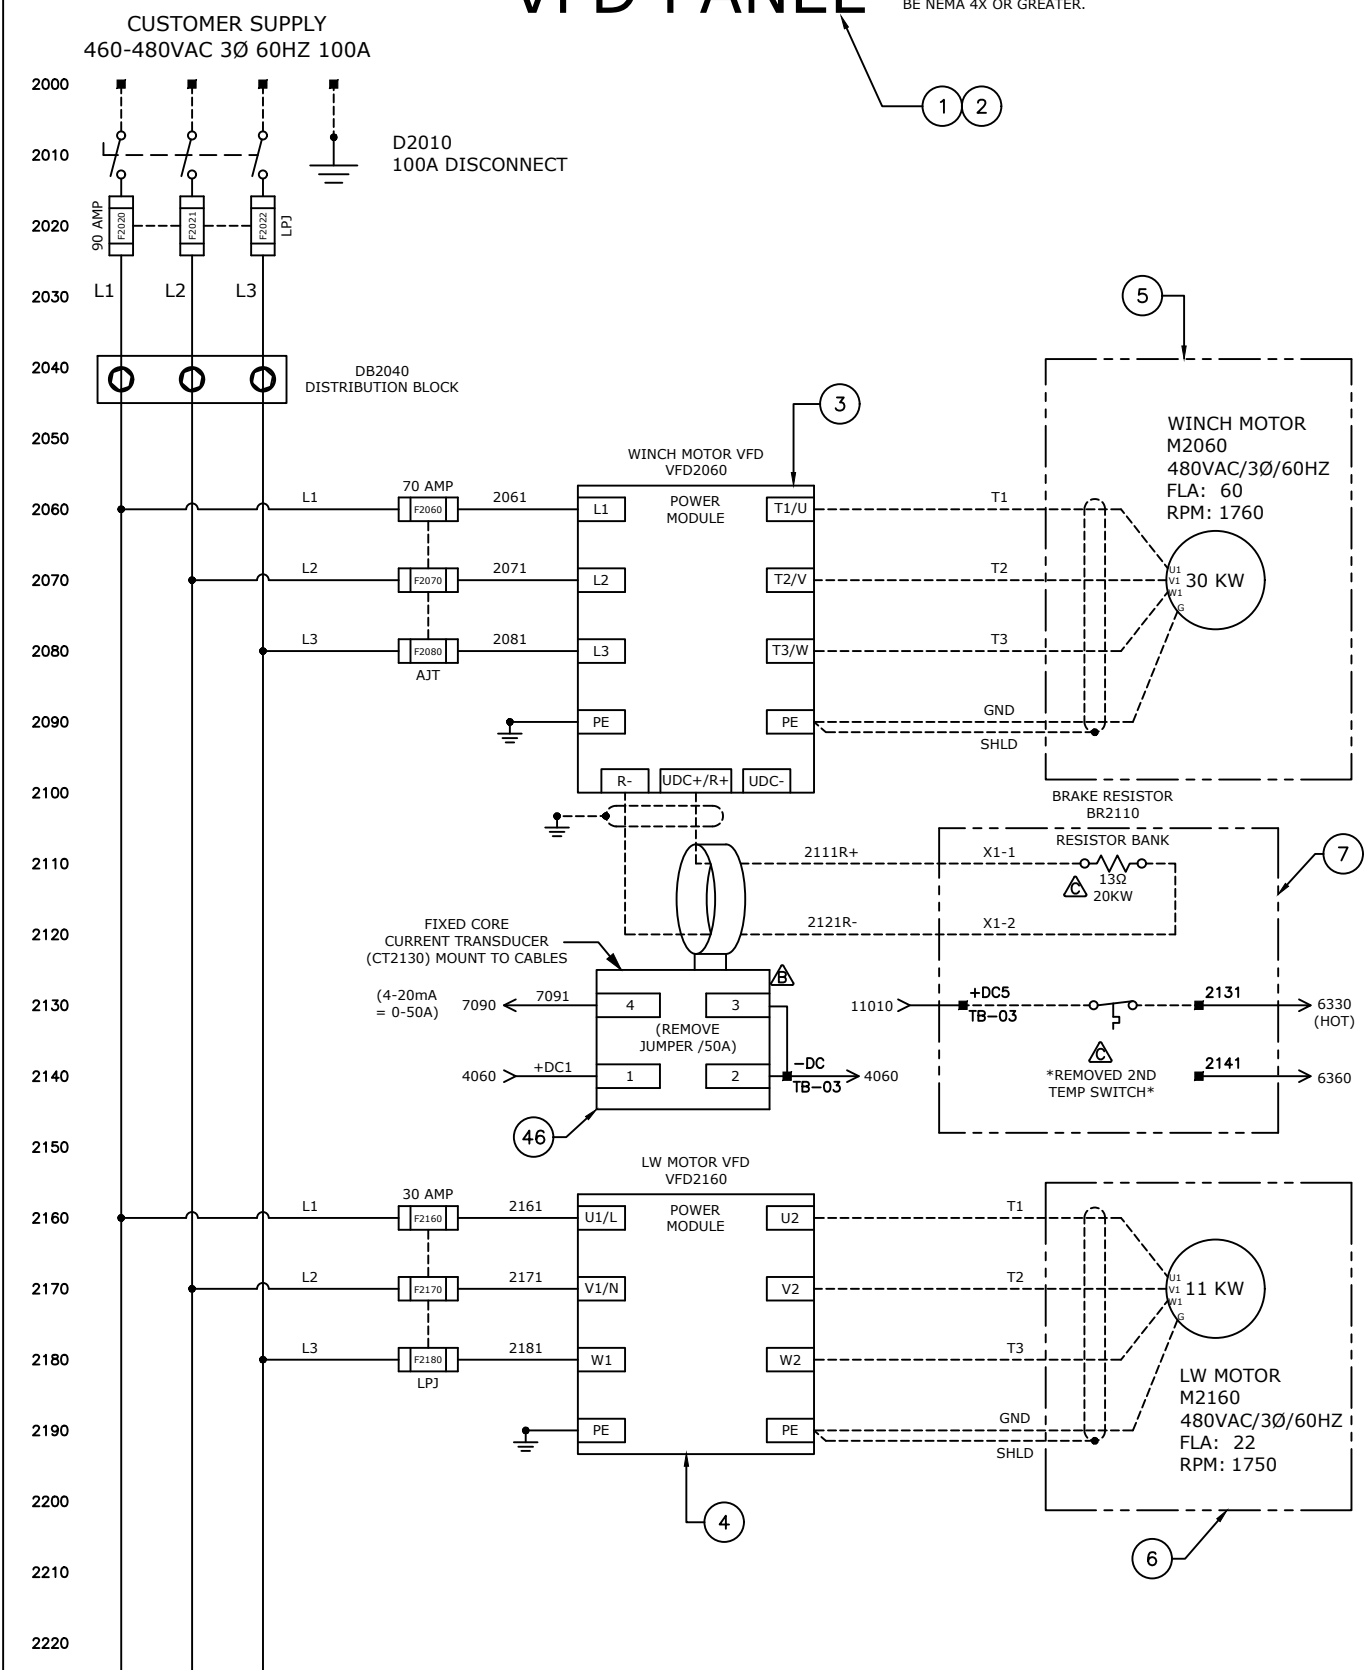 VFD PANEL
BE NEMA 4X OR GREATER.
CUSTOMER SUPPLY
460-480VAC 3Ø 60HZ 100A
2000
1
2
2010
D2010
100A DISCONNECT
2020
90 AMP
F2020
F2021
F2022
LPJ
2030
L1
L2
L3
5
2040
DB2040
DISTRIBUTION BLOCK
3
2050
WINCH MOTOR
M2060
480VAC/3Ø/60HZ
FLA: 60
RPM: 1760
WINCH MOTOR VFD
VFD2060
2060
L1
70 AMP
F2060
2061
L1
POWER
MODULE
T1/U
T1
2070
L2
F2070
2071
L2
T2/V
T2
U1
V1
W1
G
30 KW
2080
L3
F2080
AJT
2081
L3
T3/W
T3
2090
PE
PE
GND
SHLD
2100
R-
UDC+/R+
UDC-
BRAKE RESISTOR
BR2110
RESISTOR BANK
2110
2111R+
X1-1
C
13Ω
20KW
7
2120
2121R-
X1-2
FIXED CORE
CURRENT TRANSDUCER
(CT2130) MOUNT TO CABLES
B
2130
(4-20mA
= 0-50A)
7090
7091
4
3
(REMOVE
JUMPER /50A)
11010
+DC5
TB-03
2131
6330
(HOT)
2140
4060
+DC1
1
2
-DC
TB-03
4060
C
*REMOVED 2ND
TEMP SWITCH*
2141
6360
46
2150
LW MOTOR VFD
VFD2160
2160
L1
30 AMP
F2160
2161
U1/L
POWER
MODULE
U2
T1
2170
L2
F2170
2171
V1/N
V2
T2
U1
V1
W1
G
11 KW
2180
L3
F2180
LPJ
2181
W1
W2
T3
LW MOTOR
M2160
480VAC/3Ø/60HZ
FLA: 22
RPM: 1750
2190
PE
PE
GND
SHLD
2200
4
6
2210
2220